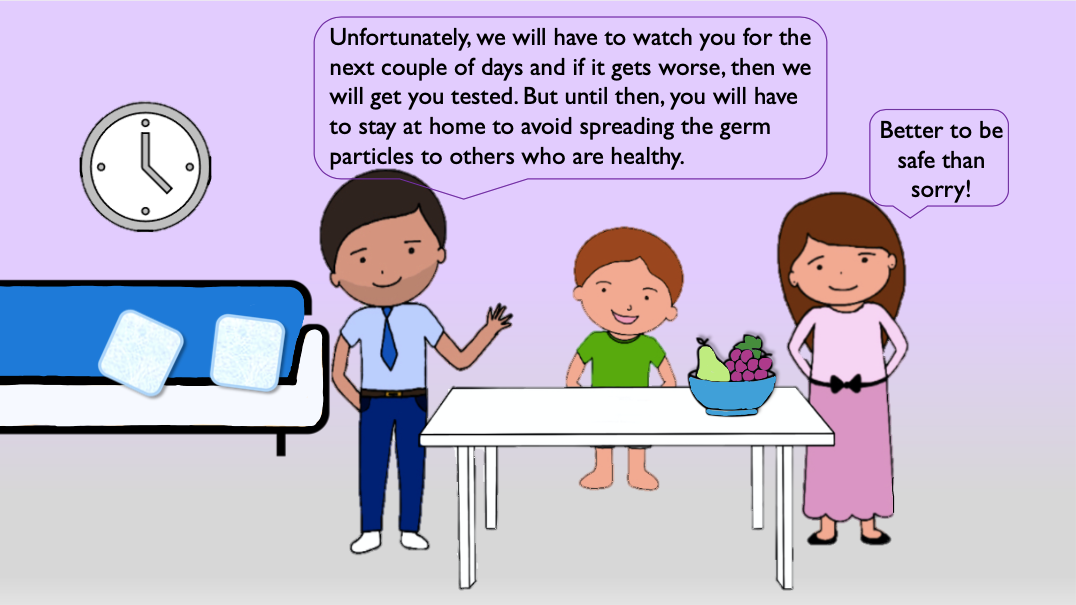 Unfortunately, we will have to watch you for the
next couple of days and if it gets worse, then we
will get you tested. But until then, you will have
to stay at home to avoid spreading the germ
particles to others who are healthy.
Better to be
safe than
sorry!